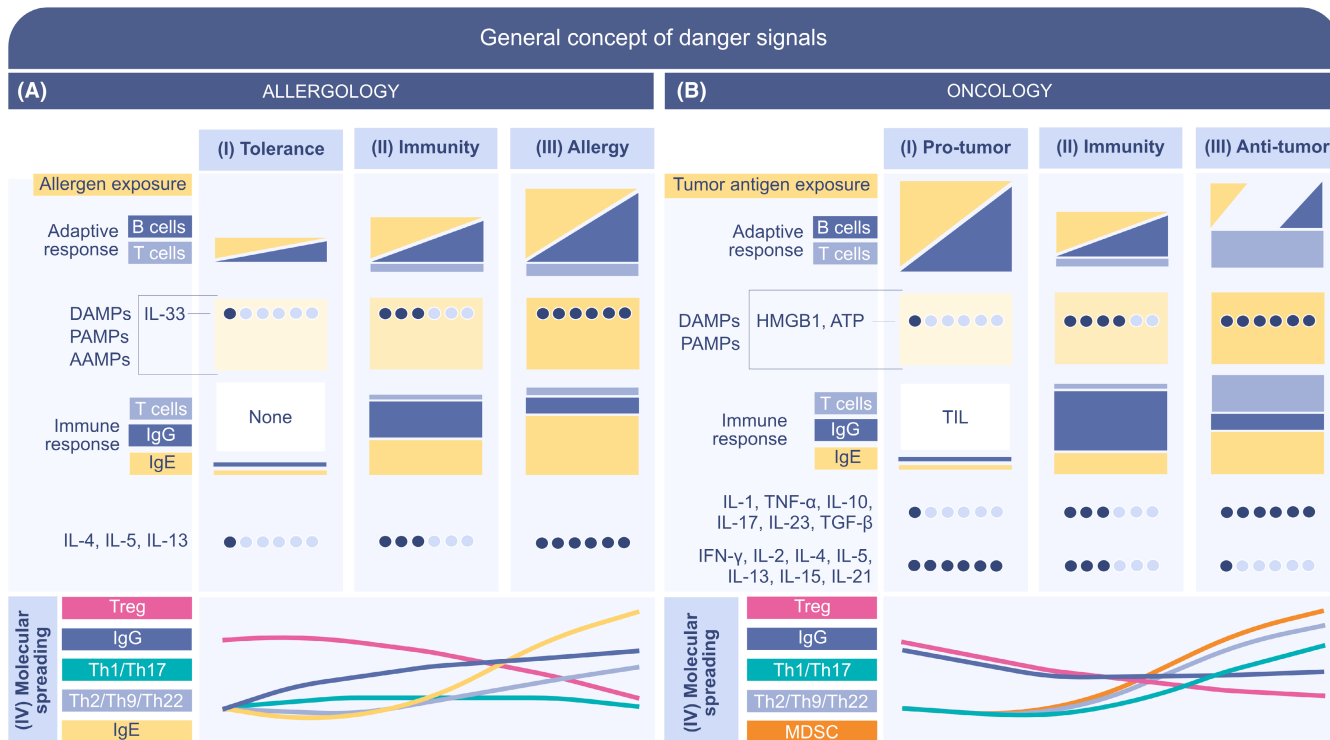 General concept of danger signals
(A)
ALLERGOLOGY
(I) Tolerance
(II) Immunity
(III) Allergy
Allergen exposure
Adaptive
response
B cells
T cells
DAMPs
PAMPs
AAMPs
IL-33
Immune
response
T cells
IgG
IgE
None
IL-4, IL-5, IL-13
(IV) Molecular
spreading
Treg
IgG
Th1/Th17
Th2/Th9/Th22
IgE
(B)
ONCOLOGY
(I) Pro-tumor
(II) Immunity
(III) Anti-tumor
Tumor antigen exposure
Adaptive
response
B cells
T cells
DAMPs
PAMPs
HMGB1, ATP
Immune
response
T cells
IgG
IgE
TIL
IL-1, TNF-α, IL-10,
IL-17, IL-23, TGF-β
IFN-γ, IL-2, IL-4, IL-5,
IL-13, IL-15, IL-21
(IV) Molecular
spreading
Treg
IgG
Th1/Th17
Th2/Th9/Th22
MDSC